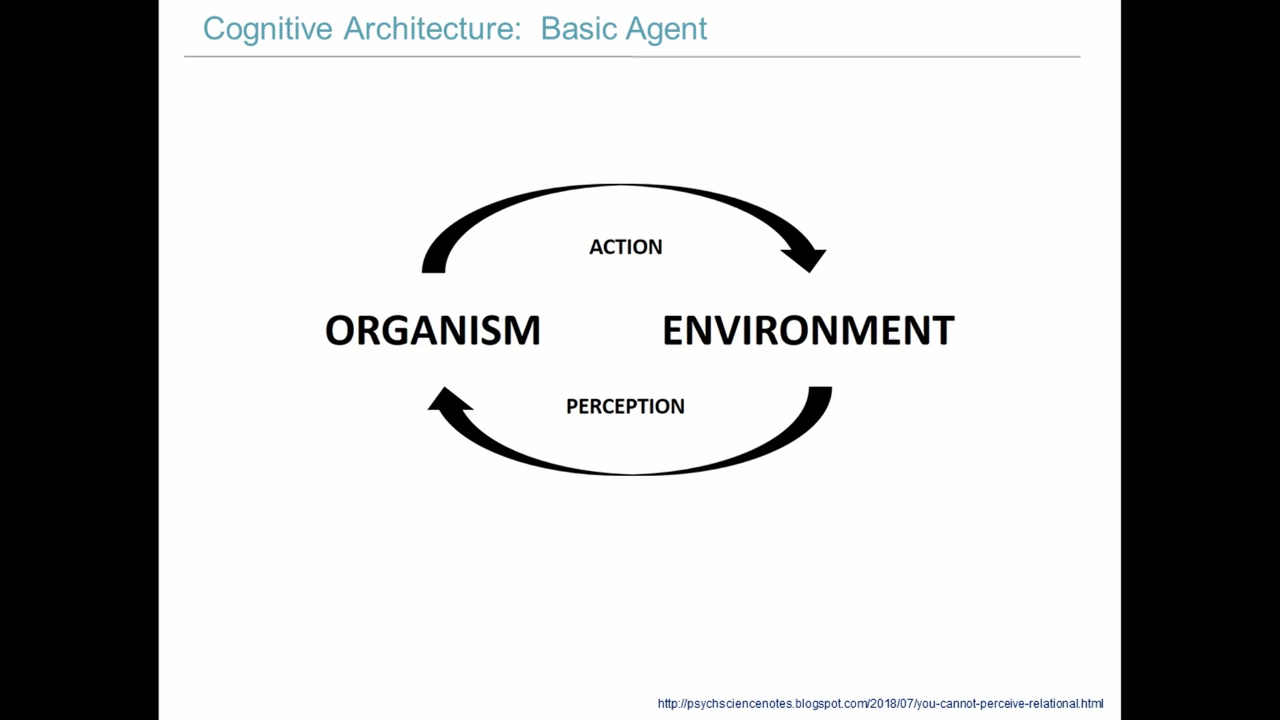 Cognitive Architecture: Basic Agent
ACTION
ORGANISM ENVIRONMENT
PERCEPTION
http://psychsciencenotes.blogspot.com/2018/07/you-cannot-perceive-relational.html